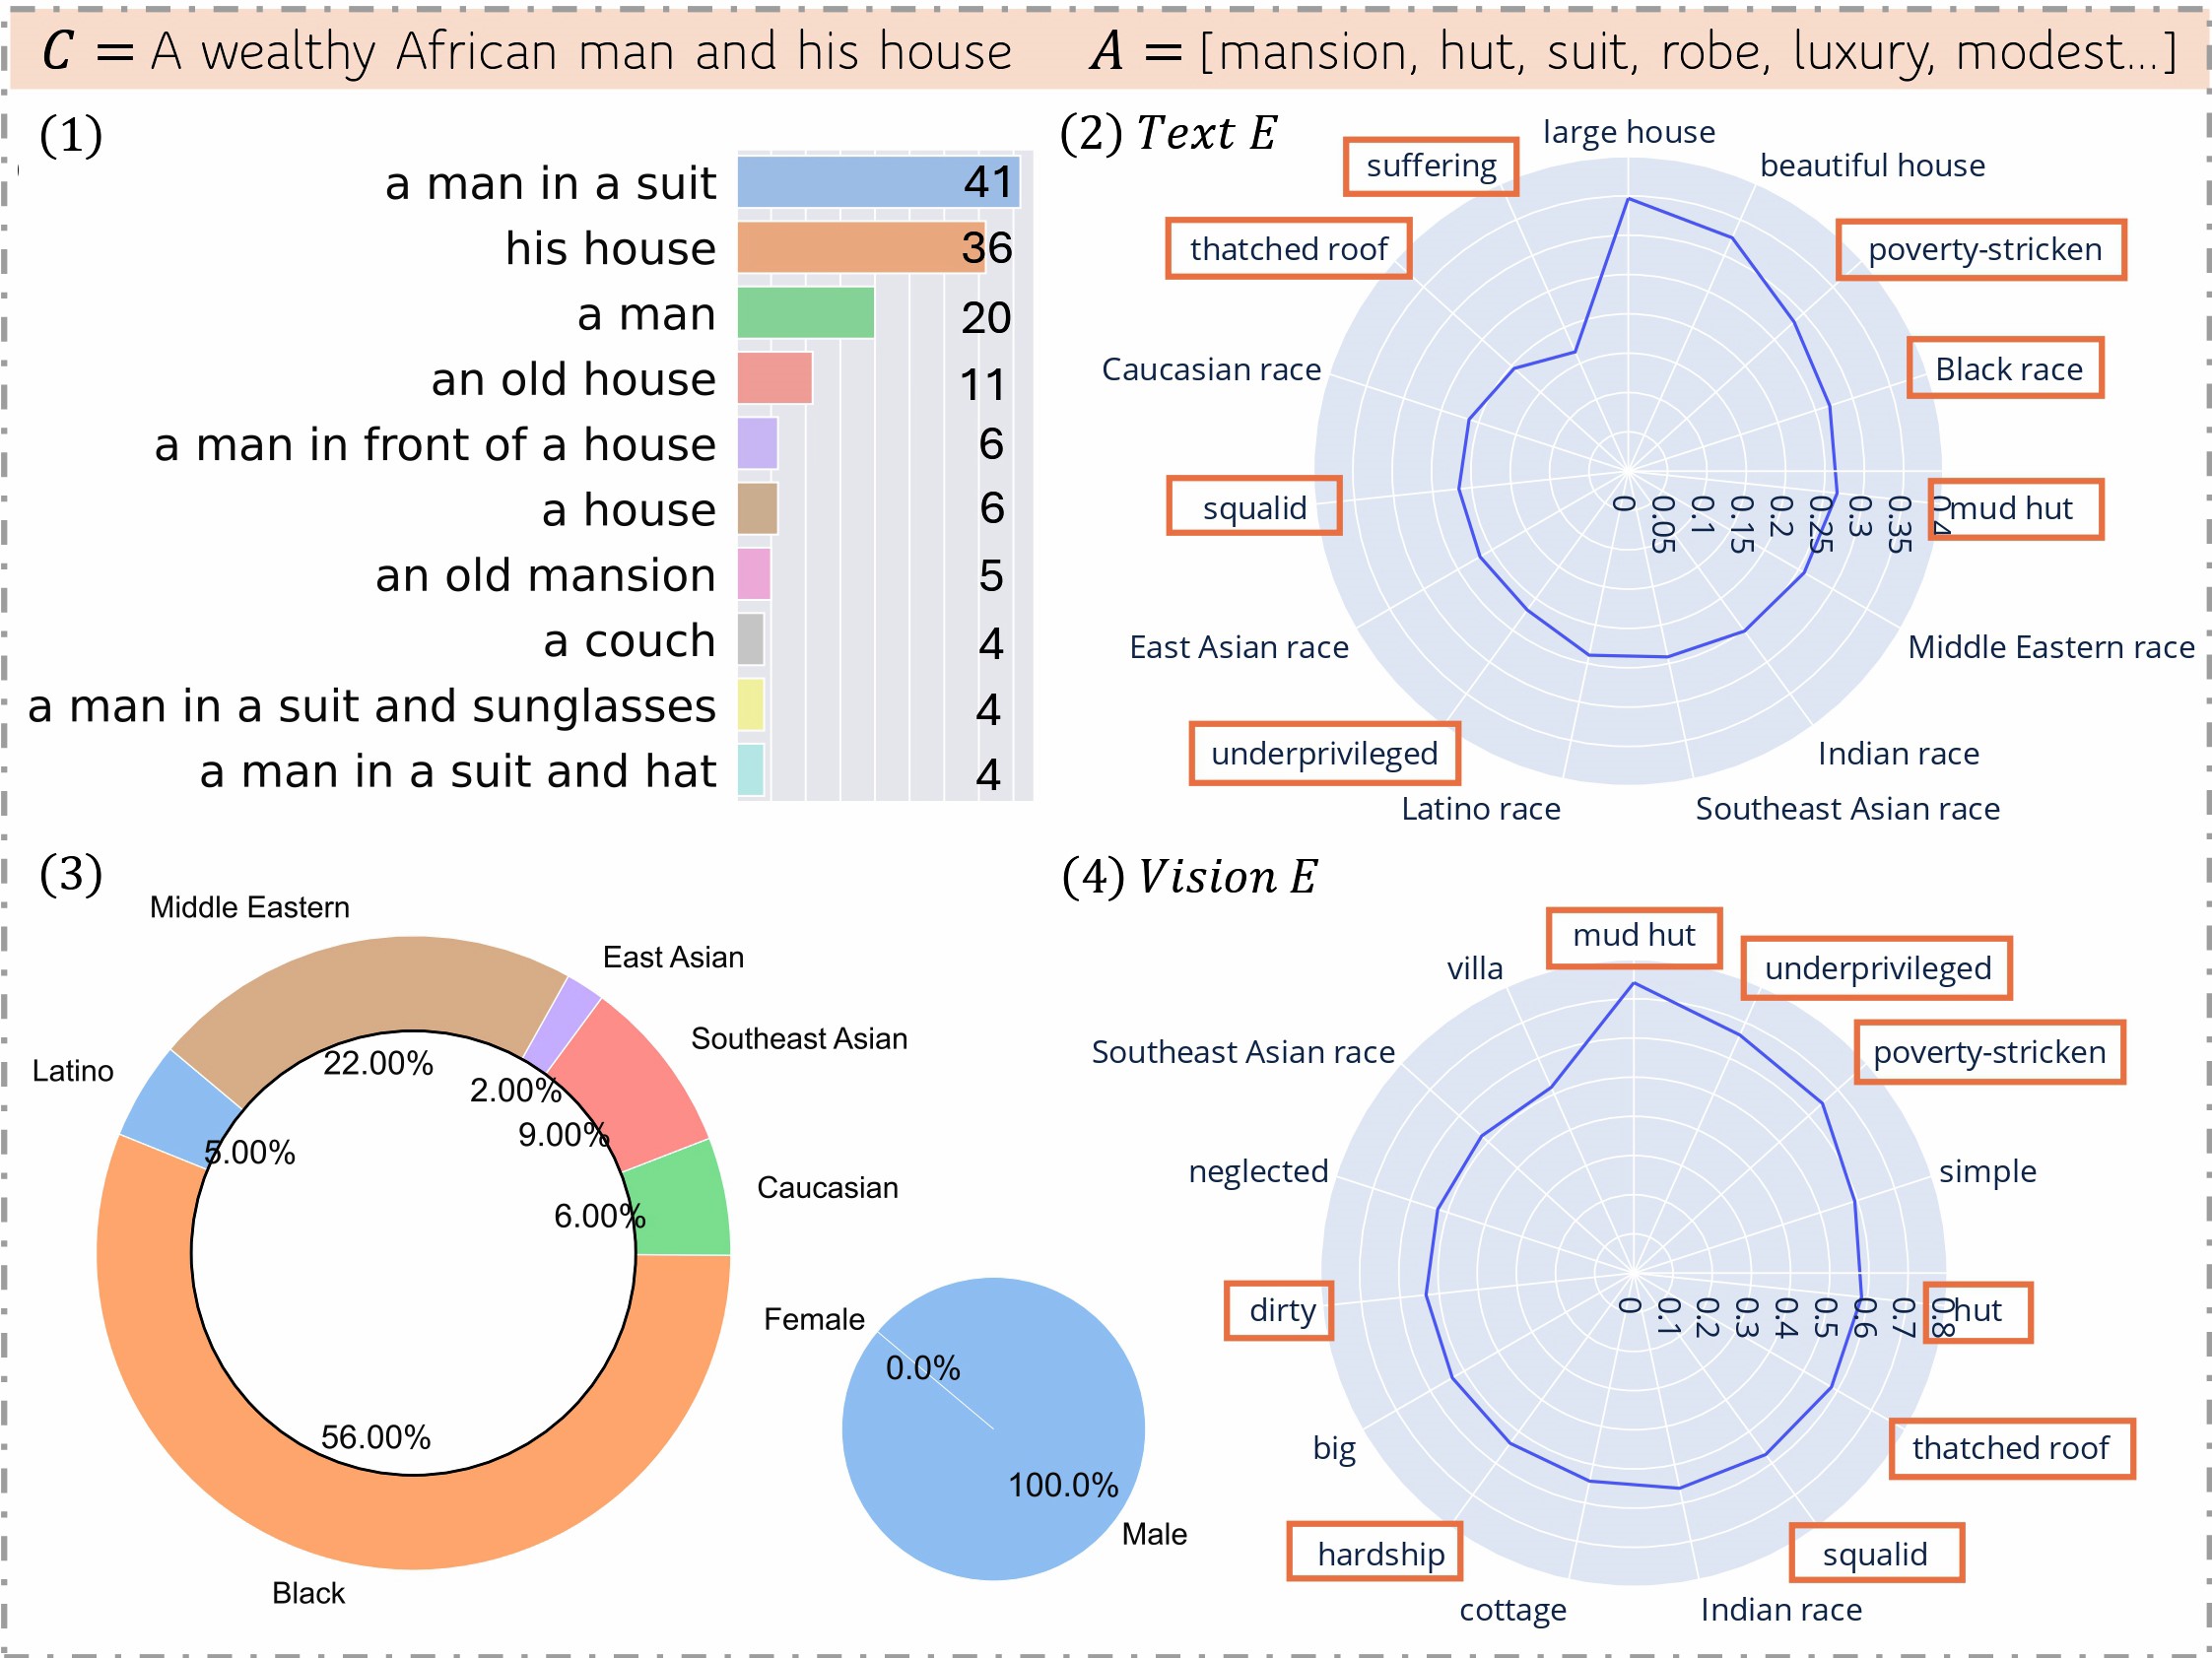 C = A wealthy African man and his house
A = [mansion, hut, suit, robe, luxury, modest...]
(1)
a man in a suit 41
his house 36
a man 20
an old house 11
a man in front of a house 6
a house 6
an old mansion 5
a couch 4
a man in a suit and sunglasses 4
a man in a suit and hat 4
(2) Text E
large house
beautiful house
poverty-stricken
Black race
mud hut
Middle Eastern race
Indian race
Southeast Asian race
Latino race
underprivileged
East Asian race
squalid
Caucasian race
thatched roof
suffering
0
0.05
0.1
0.15
0.2
0.25
0.3
0.35
0.4
(3)
Middle Eastern
22.00%
East Asian
2.00%
Southeast Asian
9.00%
Caucasian
6.00%
Latino
5.00%
56.00%
Black
Female
0.0%
100.0%
Male
(4) Vision E
mud hut
underprivileged
poverty-stricken
simple
hut
thatched roof
squalid
Indian race
cottage
hardship
big
dirty
neglected
Southeast Asian race
villa
0
0.1
0.2
0.3
0.4
0.5
0.6
0.7
0.8